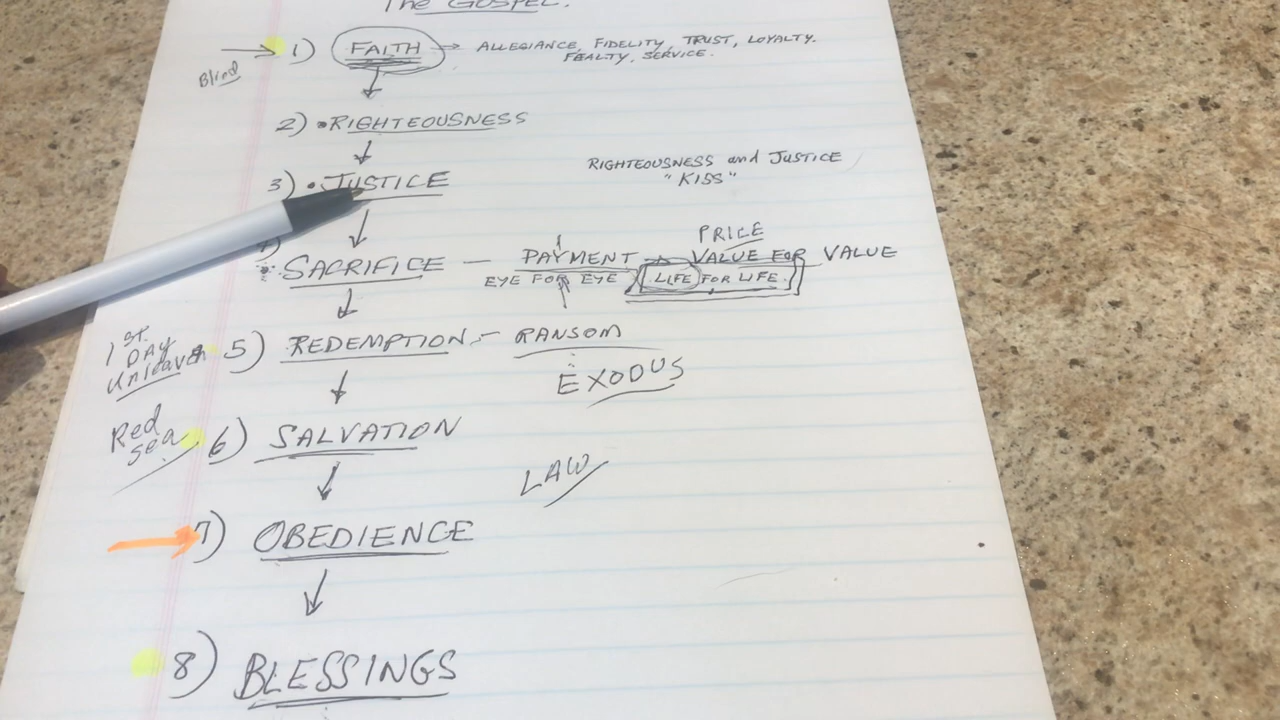 The GOSPEL.
1) FAITH → ALLEGIANCE, FIDELITY, TRUST, LOYALTY.
FEALTY, SERVICE.
Blind
2) •RIGHTEOUSNESS
RIGHTEOUSNESS and JUSTICE
"KISS"
3) •JUSTICE
PRICE
4) SACRIFICE — PAYMENT VALUE FOR VALUE
EYE FOR EYE LIFE FOR LIFE.
1ST.
DAY
Unleaven
5) REDEMPTION - RANSOM
EXODUS
Red
Sea
6) SALVATION
LAW
7) OBEDIENCE
8) BLESSINGS